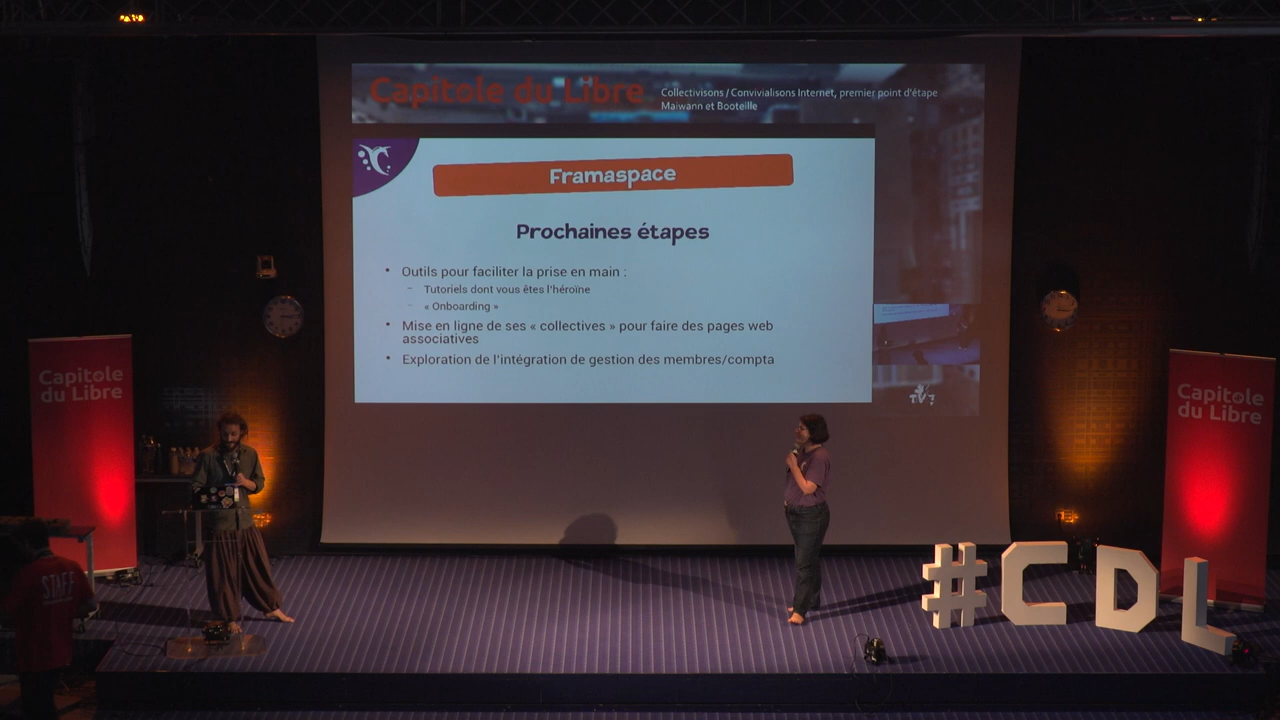 Capitole du Libre
Collectivisons / Convivialisons Internet, premier point d'étape
Maiwann et Booteille
Framaspace
Prochaines étapes
• Outils pour faciliter la prise en main :
- Tutoriels dont vous êtes l'héroïne
- « Onboarding »
• Mise en ligne de ses « collectives » pour faire des pages web
associatives
• Exploration de l'intégration de gestion des membres/compta
Capitole
du Libre
Capitole
du Libre
STAFF
#CDL